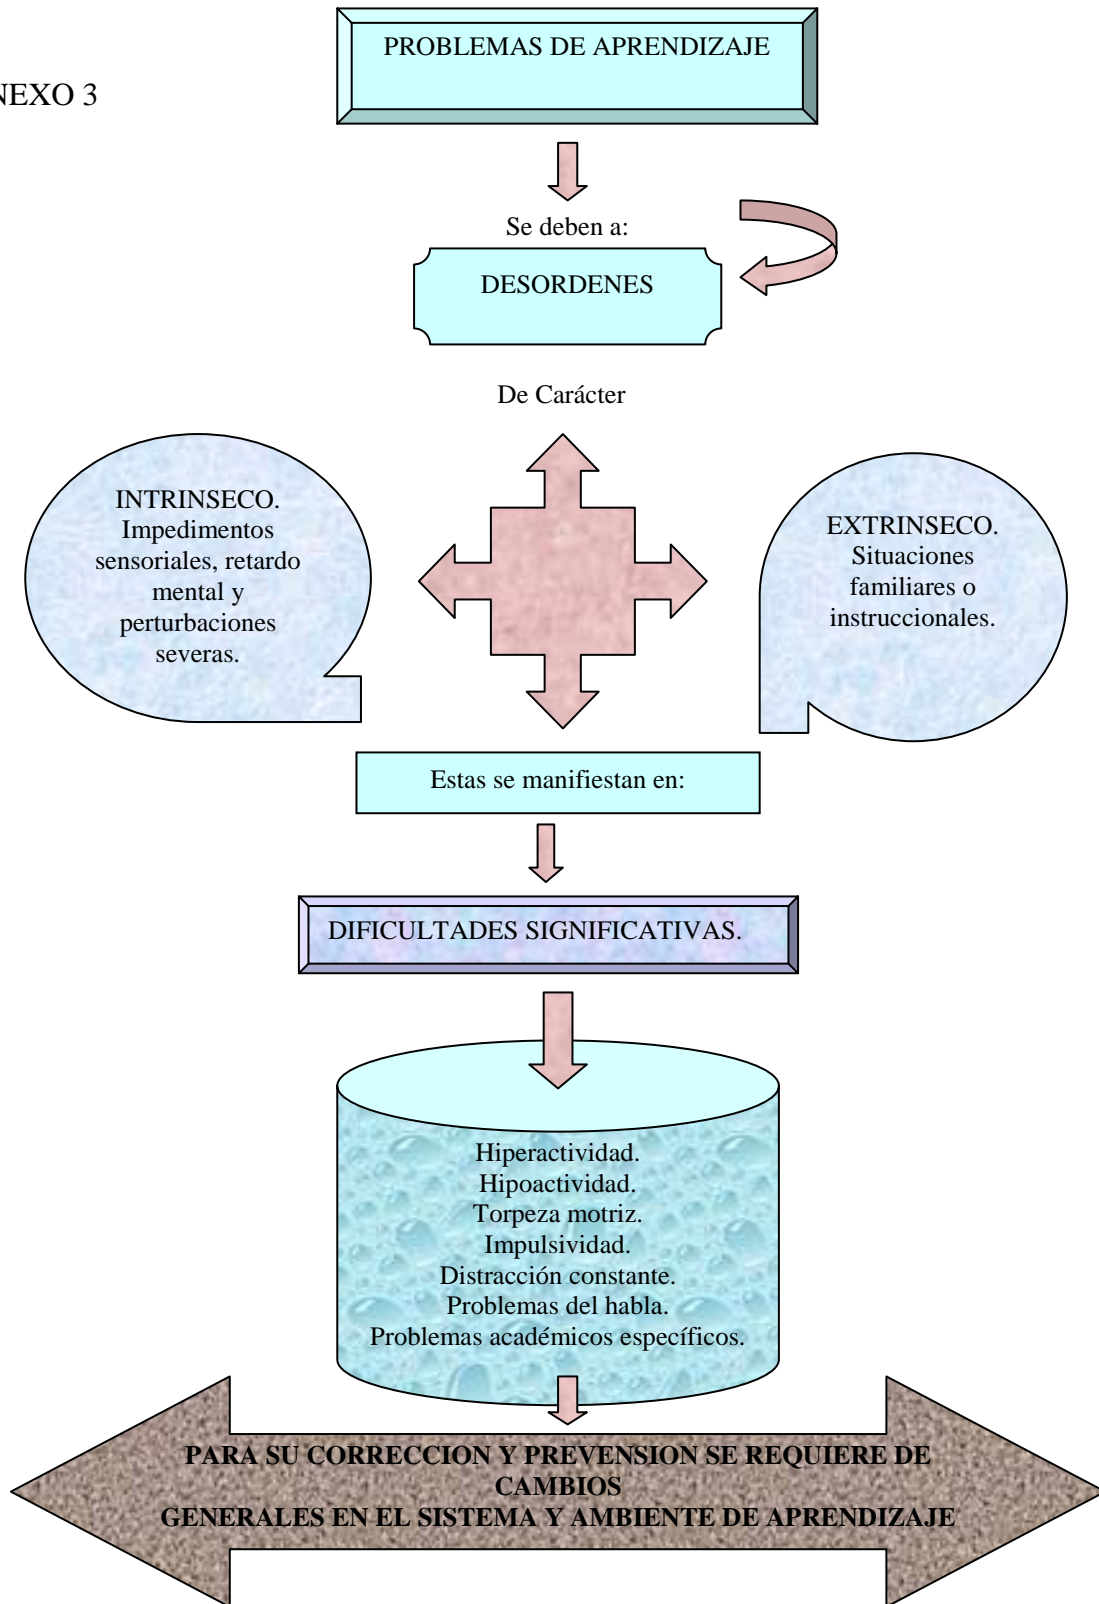 PROBLEMAS DE APRENDIZAJE
NEXO 3
Se deben a:
DESORDENES
De Carácter
INTRINSECO.
Impedimentos
sensoriales, retardo
mental y
perturbaciones
severas.
EXTRINSECO.
Situaciones
familiares o
instruccionales.
Estas se manifiestan en:
DIFICULTADES SIGNIFICATIVAS.
Hiperactividad.
Hipoactividad.
Torpeza motriz.
Impulsividad.
Distracción constante.
Problemas del habla.
Problemas académicos específicos.
PARA SU CORRECCION Y PREVENSION SE REQUIERE DE
CAMBIOS
GENERALES EN EL SISTEMA Y AMBIENTE DE APRENDIZAJE